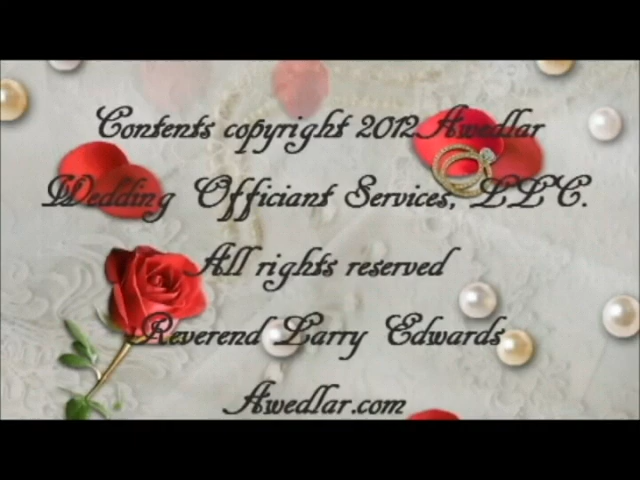 Contents copyright 2012 Awedlar
Wedding Officiant Services, LLC.
All rights reserved
Reverend Larry Edwards
Awedlar.com